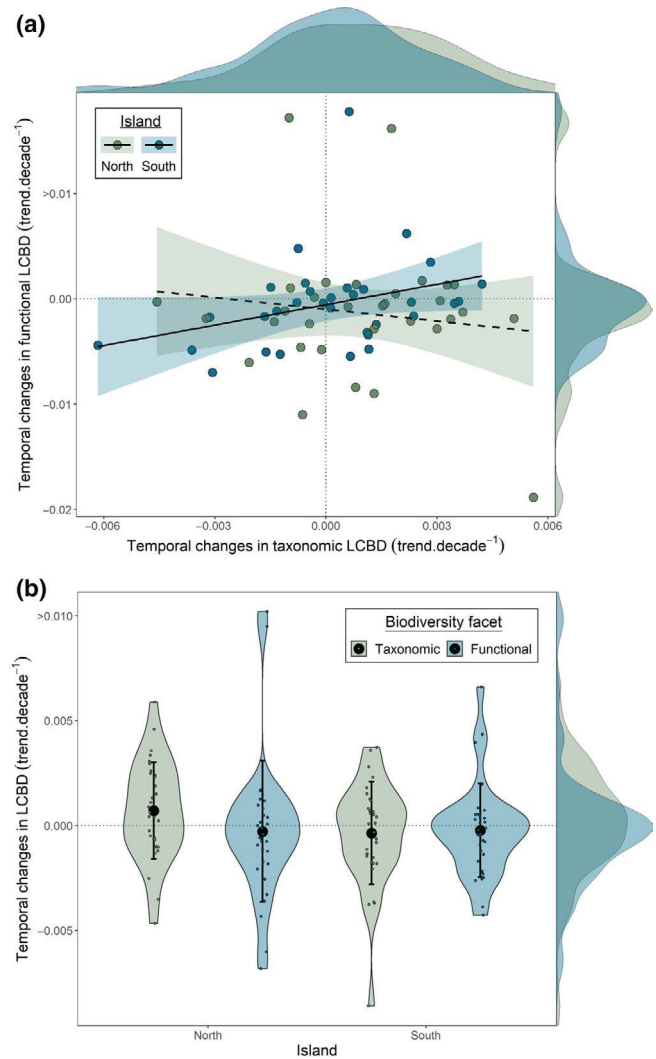 (a)
Island
North South
Temporal changes in functional LCBD (trend.decade⁻¹)
>0.01
0.00
−0.01
−0.02
−0.006 −0.003 0.000 0.003 0.006
Temporal changes in taxonomic LCBD (trend.decade⁻¹)
(b)
Biodiversity facet
Taxonomic Functional
Temporal changes in LCBD (trend.decade⁻¹)
>0.010
0.005
0.000
−0.005
North South
Island